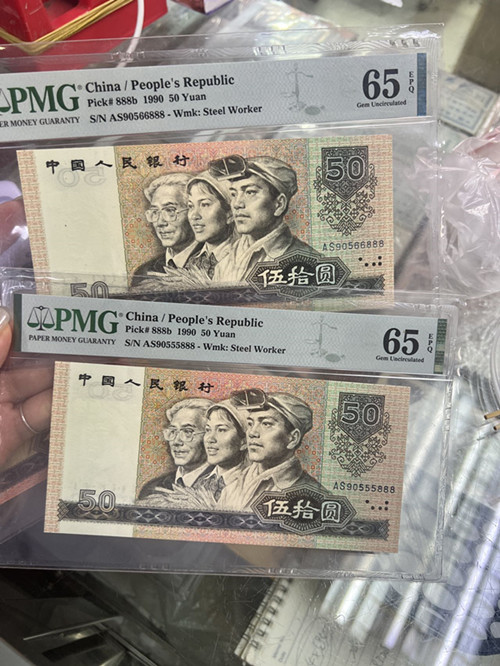 PMG
China / People's Republic
Pick# 888b 1990 50 Yuan
S/N AS90566888 - Wmk: Steel Worker
ER MONEY GUARANTY
65
EPQ
Gem Uncirculated
中国人民银行
50
AS90566888
伍拾圆
50
PMG
PAPER MONEY GUARANTY
China / People's Republic
Pick# 888b 1990 50 Yuan
S/N AS90555888 - Wmk: Steel Worker
65
EPQ
Gem Uncirculated
中国人民银行
50
AS90555888
50
伍拾圆